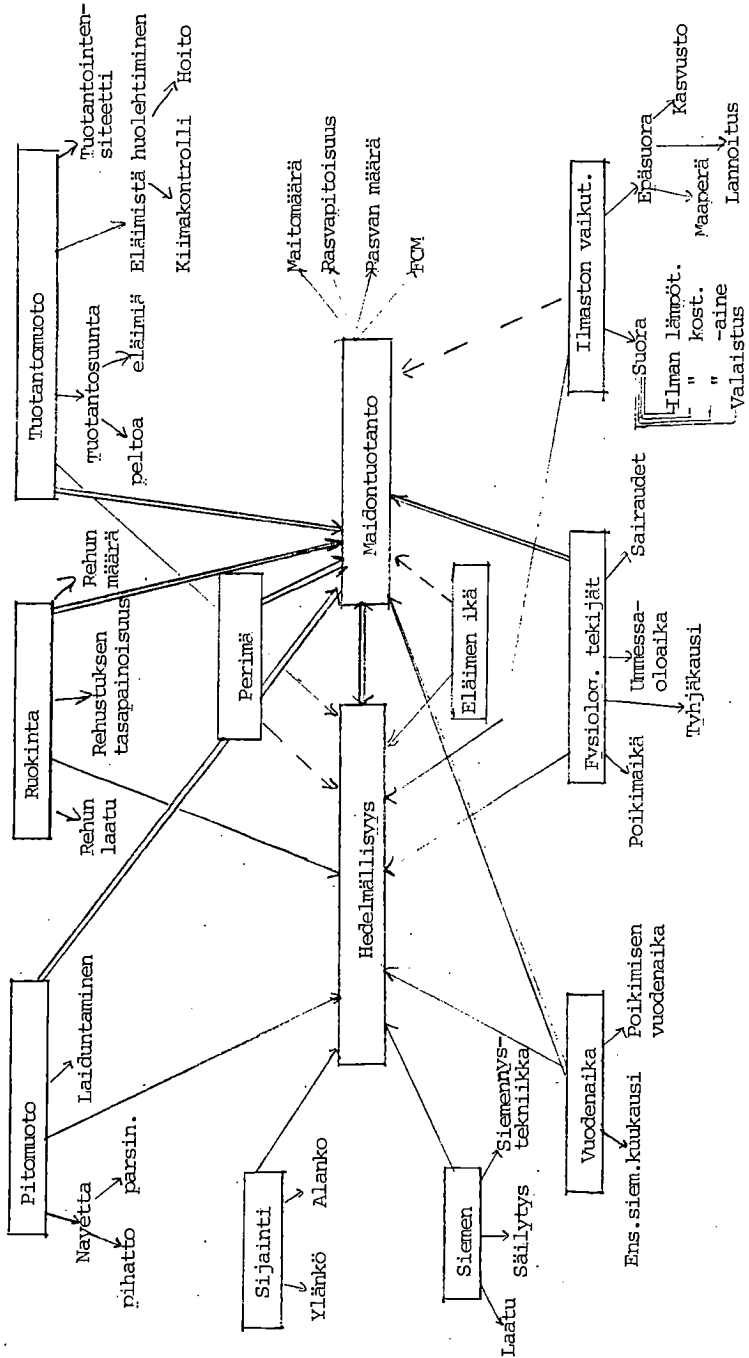 Pitomuoto
Navetta
pihatto
parsin.
Laiduntaminen
Ruokinta
Rehun
laatu
Rehustuksen
tasapainoisuus
Rehun
määrä
Tuotantomuoto
Tuotantosuunta
peltoa
eläimiä
Eläimistä huolehtiminen
Kiimakontrolli
Hoito
Tuotantointen-
siteetti
Sijainti
Ylänkö
Alanko
Perimä
Hedelmällisyys
Maidontuotanto
Maitomäärä
Rasvapitoisuus
Rasvan määrä
FCM
Eläimen ikä
Siemen
Laatu
Säilytys
Siemennys-
tekniikka
Vuodenaika
Ens.siem.kuukausi
Poikimisen
vuodenaika
Fysiolog. tekijät
Poikimaikä
Tyhjäkausi
Ummessa-
oloaika
Sairaudet
Ilmaston vaikut.
Suora
Ilman lämpöt.
" kost.
" -aine
Valaistus
Epäsuora
Maaperä
Lannoitus
Kasvusto